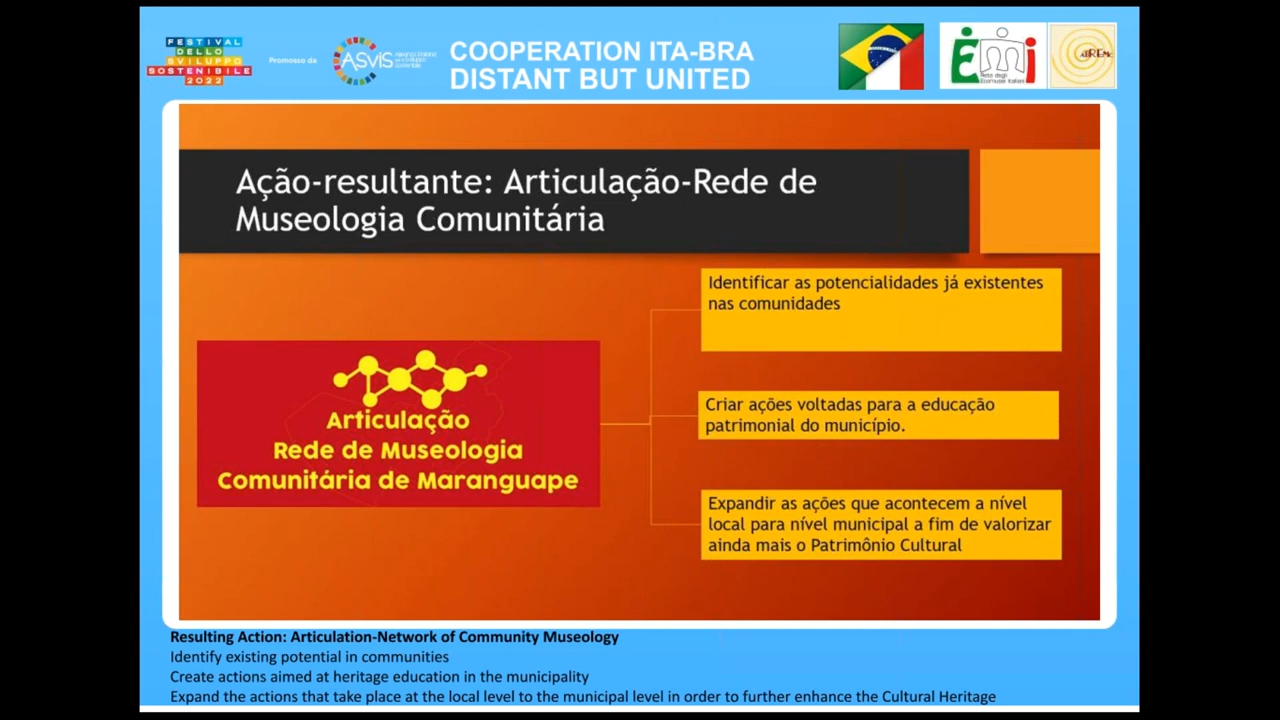 FESTIVAL
DELLO
SVILUPPO
SOSTENIBILE
2022
Promosso da
ASviS
COOPERATION ITA-BRA
DISTANT BUT UNITED
Rete degli
Ecomusei Italiani
Ação-resultante: Articulação-Rede de
Museologia Comunitária
Articulação
Rede de Museologia
Comunitária de Maranguape
Identificar as potencialidades já existentes
nas comunidades
Criar ações voltadas para a educação
patrimonial do município.
Expandir as ações que acontecem a nível
local para nível municipal a fim de valorizar
ainda mais o Patrimônio Cultural
Resulting Action: Articulation-Network of Community Museology
Identify existing potential in communities
Create actions aimed at heritage education in the municipality
Expand the actions that take place at the local level to the municipal level in order to further enhance the Cultural Heritage